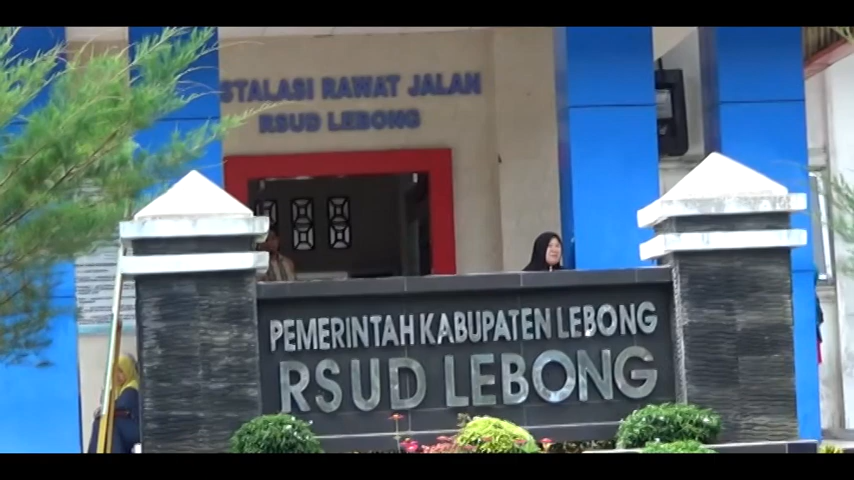 STALASI RAWAT JALAN
RSUD LEBONG
PEMERINTAH KABUPATEN LEBONG
RSUD LEBONG